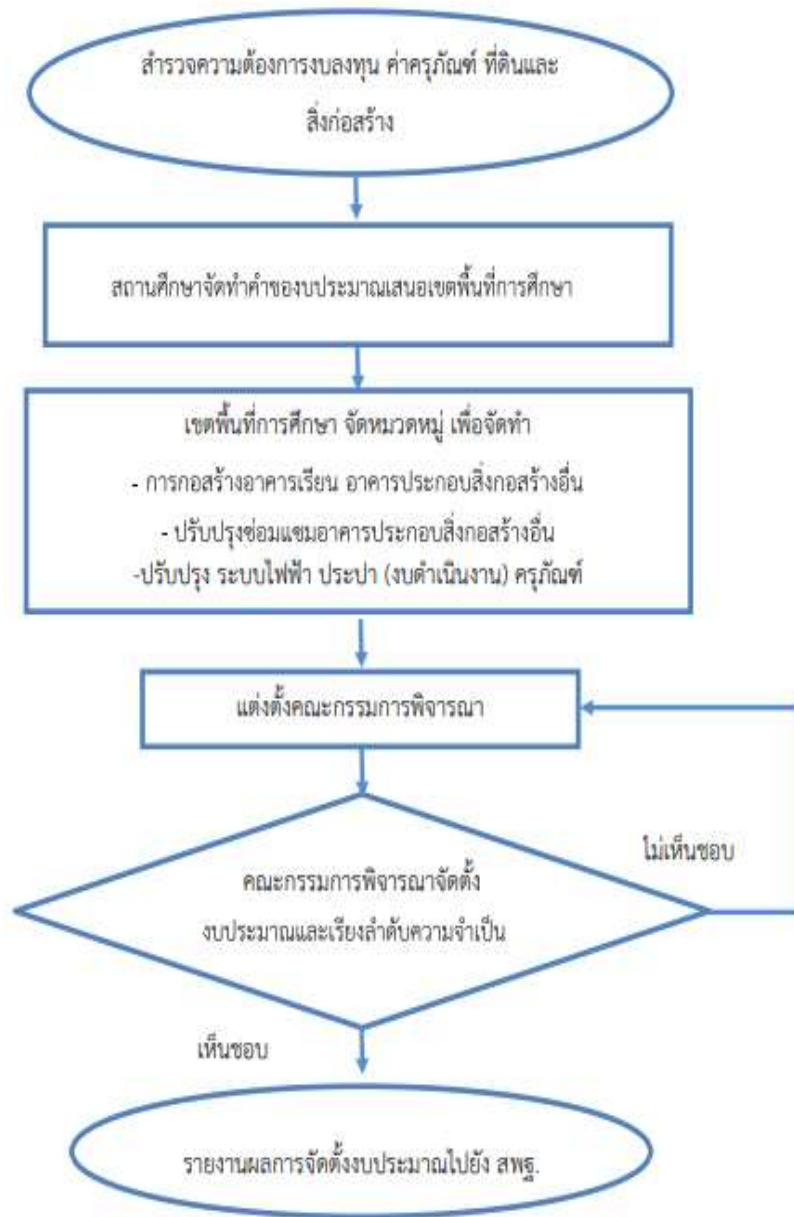 สำรวจความต้องการงบลงทุน ค่าครุภัณฑ์ ที่ดินและ
สิ่งก่อสร้าง
สถานศึกษาจัดทำคำของบประมาณเสนอเขตพื้นที่การศึกษา
เขตพื้นที่การศึกษา จัดหมวดหมู่ เพื่อจัดทำ
- การกอสร้างอาคารเรียน อาคารประกอบสิ่งกอสร้างอื่น
- ปรับปรุงซ่อมแซมอาคารประกอบสิ่งกอสร้างอื่น
-ปรับปรุง ระบบไฟฟ้า ประปา (งบดำเนินงาน) ครุภัณฑ์
แต่งตั้งคณะกรรมการพิจารณา
ไม่เห็นชอบ
คณะกรรมการพิจารณาจัดตั้ง
งบประมาณและเรียงลำดับความจำเป็น
เห็นชอบ
รายงานผลการจัดตั้งงบประมาณไปยัง สพฐ.